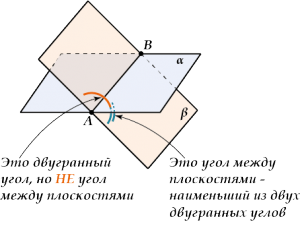 B
α
β
A
Это двугранный
угол, но НЕ угол
между плоскостями
Это угол между
плоскостями -
наименьший из двух
двугранных углов